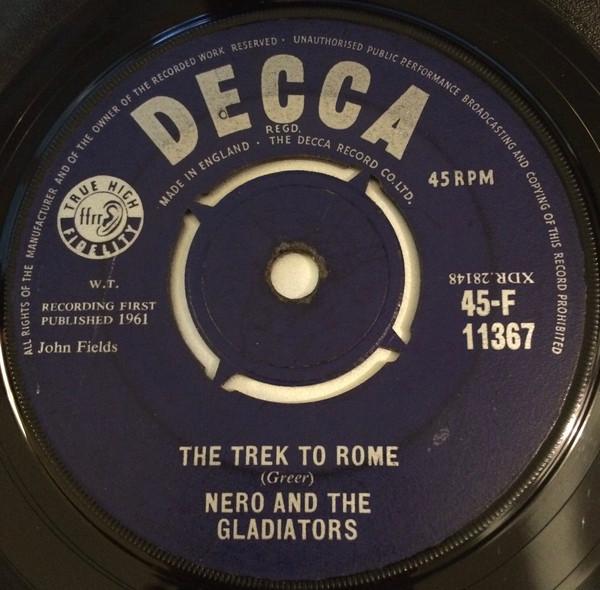 ALL RIGHTS OF THE MANUFACTURER AND OF THE OWNER OF THE RECORDED WORK RESERVED · UNAUTHORISED PUBLIC PERFORMANCE BROADCASTING AND COPYING OF THIS RECORD PROHIBITED
DECCA
REGD.
MADE IN ENGLAND · THE DECCA RECORD CO. LTD.
45 RPM
TRUE HIGH
ffrr
FIDELITY
W.T.
RECORDING FIRST
PUBLISHED 1961
John Fields
XDR.28148
45-F
11367
THE TREK TO ROME
(Greer)
NERO AND THE
GLADIATORS